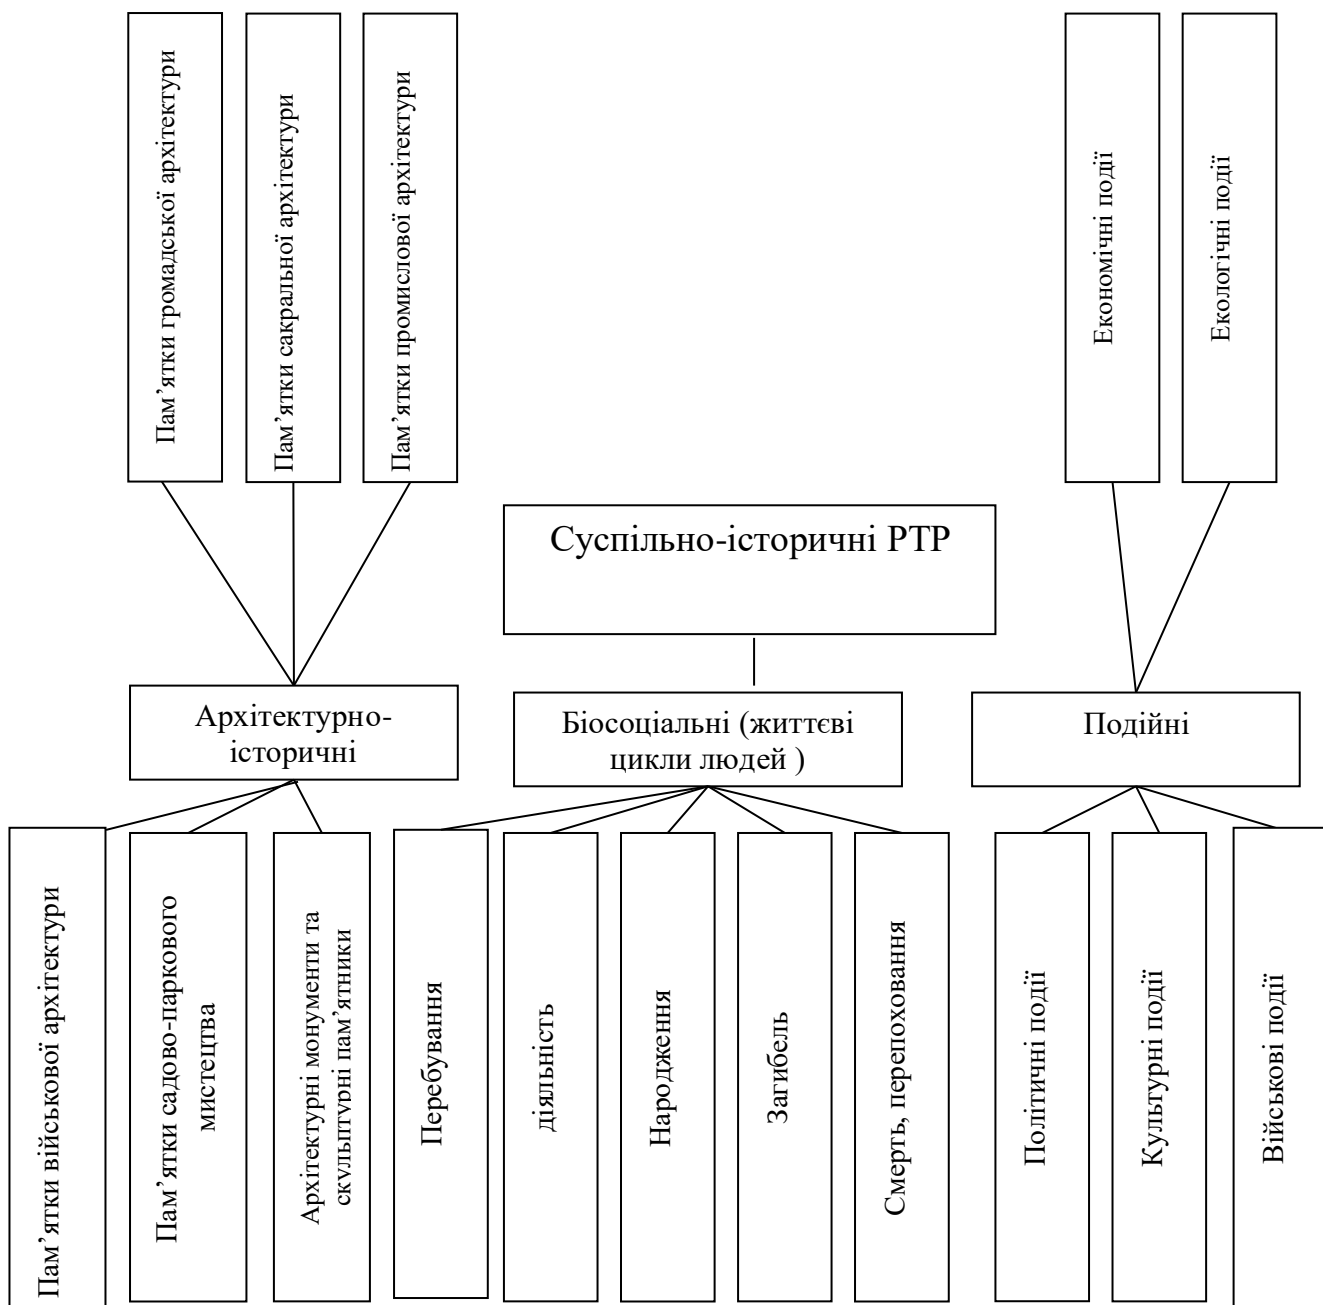 Пам’ятки громадської архітектури
Пам’ятки сакральної архітектури
Пам’ятки промислової архітектури
Економічні події
Екологічні події
Суспільно-історичні РТР
Архітектурно-
історичні
Біосоціальні (життєві
цикли людей )
Подійні
Пам’ятки військової архітектури
Пам’ятки садово-паркового
мистецтва
Архітектурні монументи та
скульптурні пам’ятники
Перебування
діяльність
Народження
Загибель
Смерть, перепоховання
Політичні події
Культурні події
Військові події